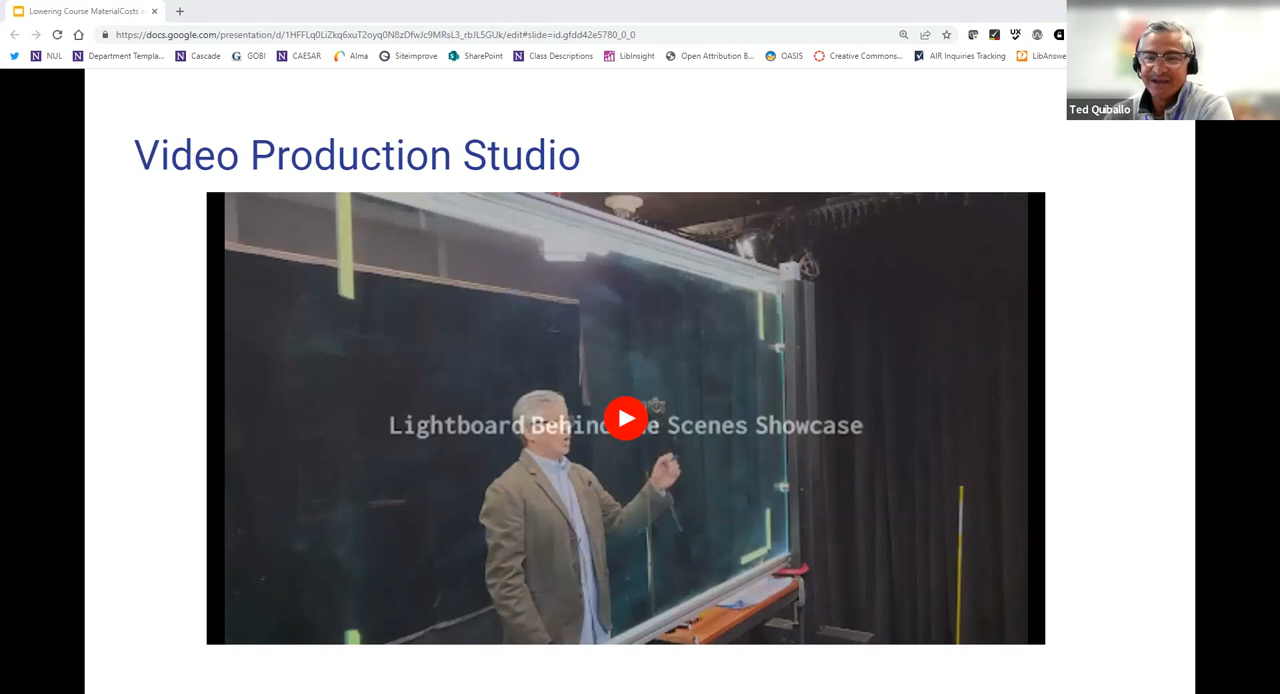 Lowering Course MaterialCosts a
https://docs.google.com/presentation/d/1HFFLq0LiZkq6xuT2oyq0N8zDfwJc9MRsL3_rbJL5GUk/edit#slide=id.gfdd42e5780_0_0
NUL Department Templa... Cascade GOBI CAESAR Alma Siteimprove SharePoint Class Descriptions LibInsight Open Attribution B... OASIS Creative Commons... AIR Inquiries Tracking LibAnswe
Ted Quiballo
Video Production Studio
Lightboard Behind e Scenes Showcase